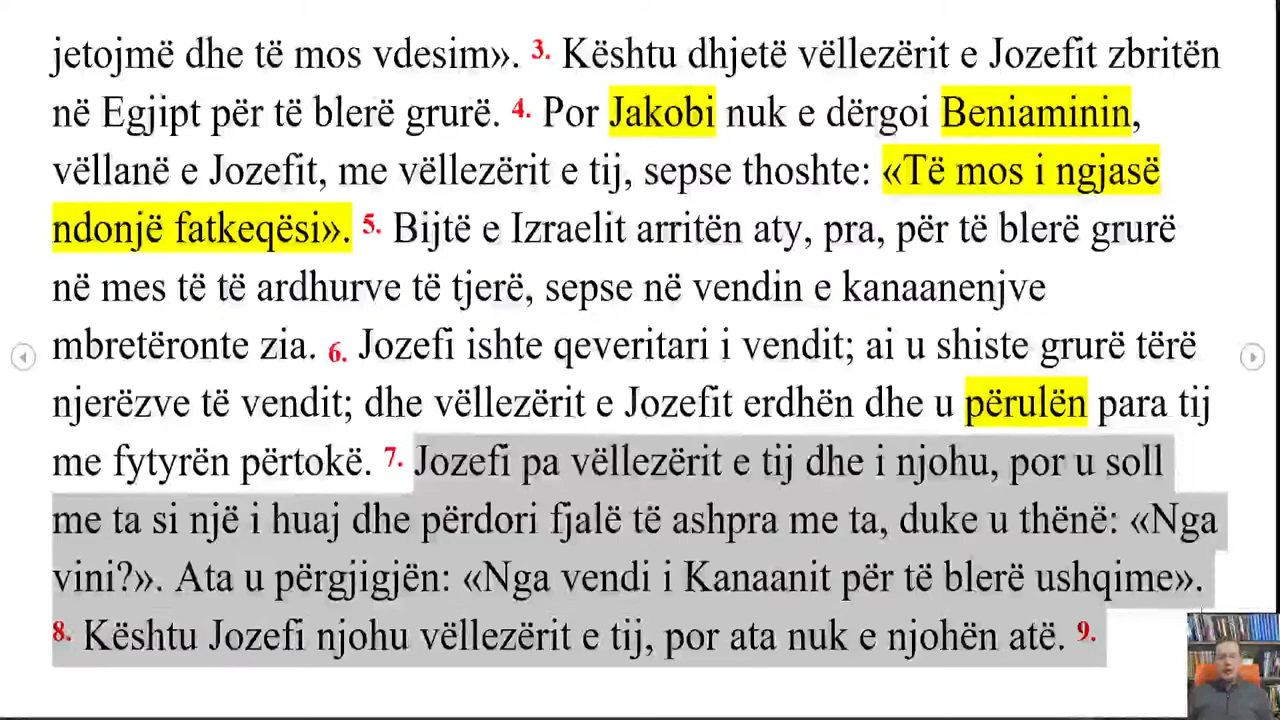 jetojmë dhe të mos vdesim». 3. Kështu dhjetë vëllezërit e Jozefit zbritën
në Egjipt për të blerë grurë. 4. Por Jakobi nuk e dërgoi Beniaminin,
vëllanë e Jozefit, me vëllezërit e tij, sepse thoshte: «Të mos i ngjasë
ndonjë fatkeqësi». 5. Bijtë e Izraelit arritën aty, pra, për të blerë grurë
në mes të të ardhurve të tjerë, sepse në vendin e kanaanenjve
mbretëronte zia. 6. Jozefi ishte qeveritari i vendit; ai u shiste grurë tërë
njerëzve të vendit; dhe vëllezërit e Jozefit erdhën dhe u përulën para tij
me fytyrën përtokë. 7. Jozefi pa vëllezërit e tij dhe i njohu, por u soll
me ta si një i huaj dhe përdori fjalë të ashpra me ta, duke u thënë: «Nga
vini?». Ata u përgjigjën: «Nga vendi i Kanaanit për të blerë ushqime».
8. Kështu Jozefi njohu vëllezërit e tij, por ata nuk e njohën atë. 9.